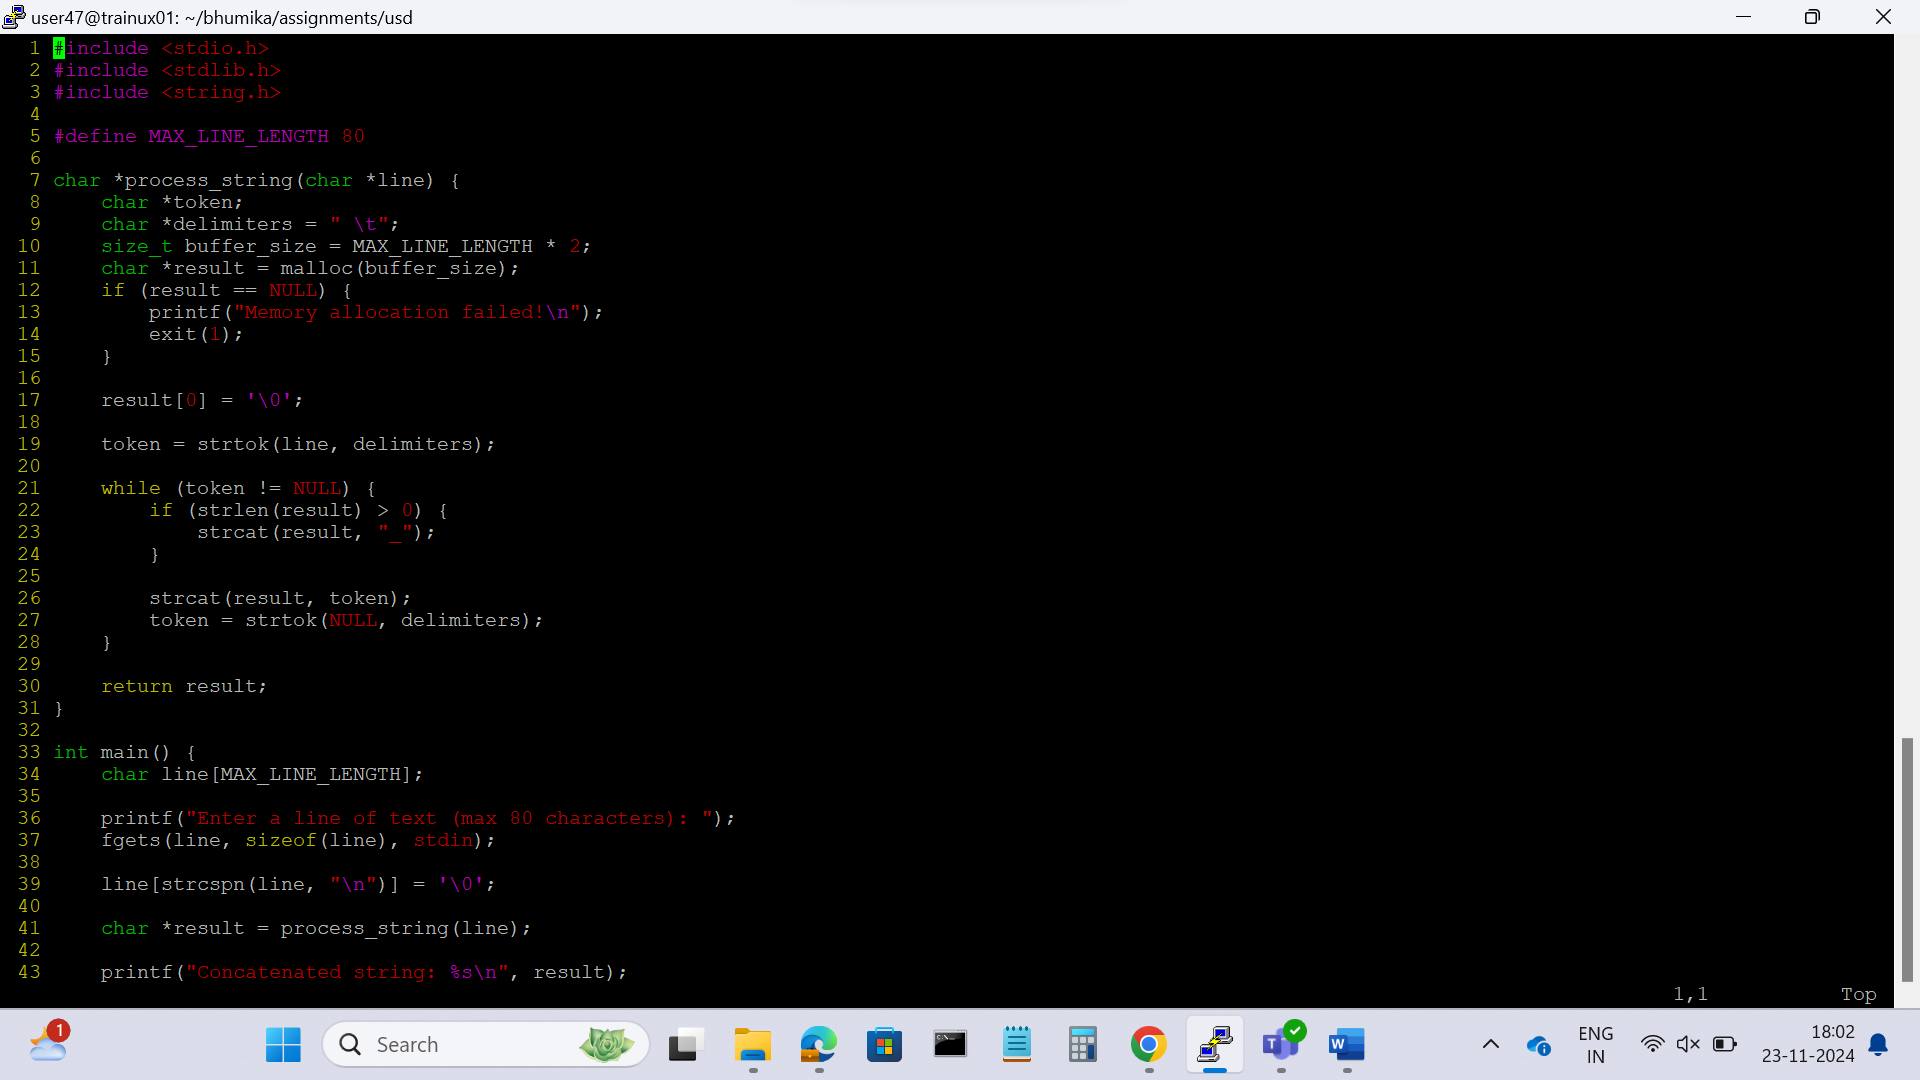 user47@trainux01: ~/bhumika/assignments/usd
1 #include <stdio.h>
2 #include <stdlib.h>
3 #include <string.h>
4
5 #define MAX_LINE_LENGTH 80
6
7 char *process_string(char *line) {
8     char *token;
9     char *delimiters = " \t";
10     size_t buffer_size = MAX_LINE_LENGTH * 2;
11     char *result = malloc(buffer_size);
12     if (result == NULL) {
13         printf("Memory allocation failed!\n");
14         exit(1);
15     }
16
17     result[0] = '\0';
18
19     token = strtok(line, delimiters);
20
21     while (token != NULL) {
22         if (strlen(result) > 0) {
23             strcat(result, "_");
24         }
25
26         strcat(result, token);
27         token = strtok(NULL, delimiters);
28     }
29
30     return result;
31 }
32
33 int main() {
34     char line[MAX_LINE_LENGTH];
35
36     printf("Enter a line of text (max 80 characters): ");
37     fgets(line, sizeof(line), stdin);
38
39     line[strcspn(line, "\n")] = '\0';
40
41     char *result = process_string(line);
42
43     printf("Concatenated string: %s\n", result);
1,1 Top
1
Search
ENG
IN
18:02
23-11-2024